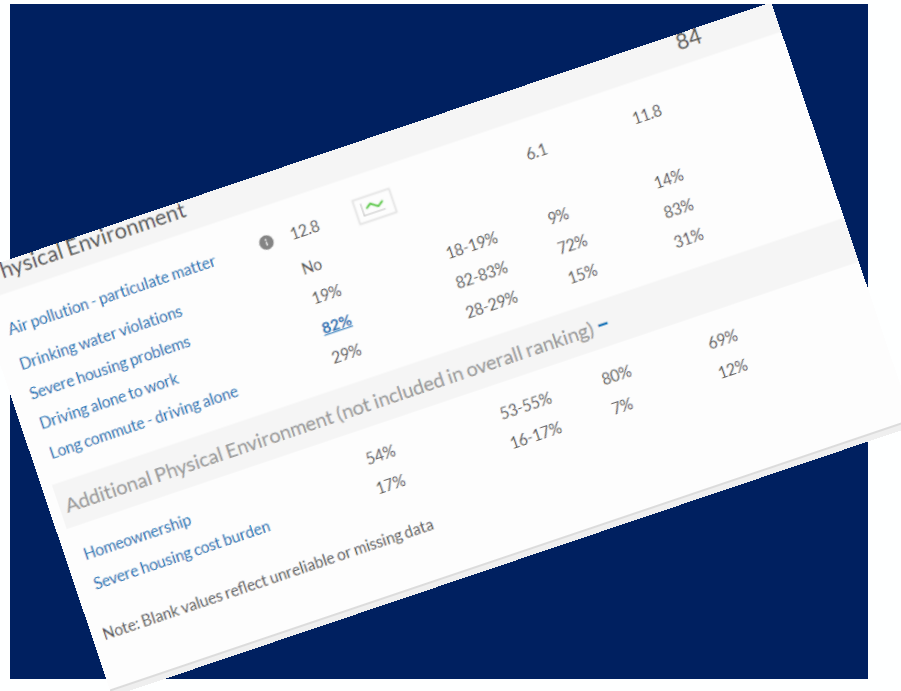 hysical Environment 84
Air pollution - particulate matter 12.8 6.1 11.8
Drinking water violations No
Severe housing problems 19% 18-19% 9% 14%
Driving alone to work 82% 82-83% 72% 83%
Long commute - driving alone 29% 28-29% 15% 31%
Additional Physical Environment (not included in overall ranking) −
Homeownership 54% 53-55% 80% 69%
Severe housing cost burden 17% 16-17% 7% 12%
Note: Blank values reflect unreliable or missing data